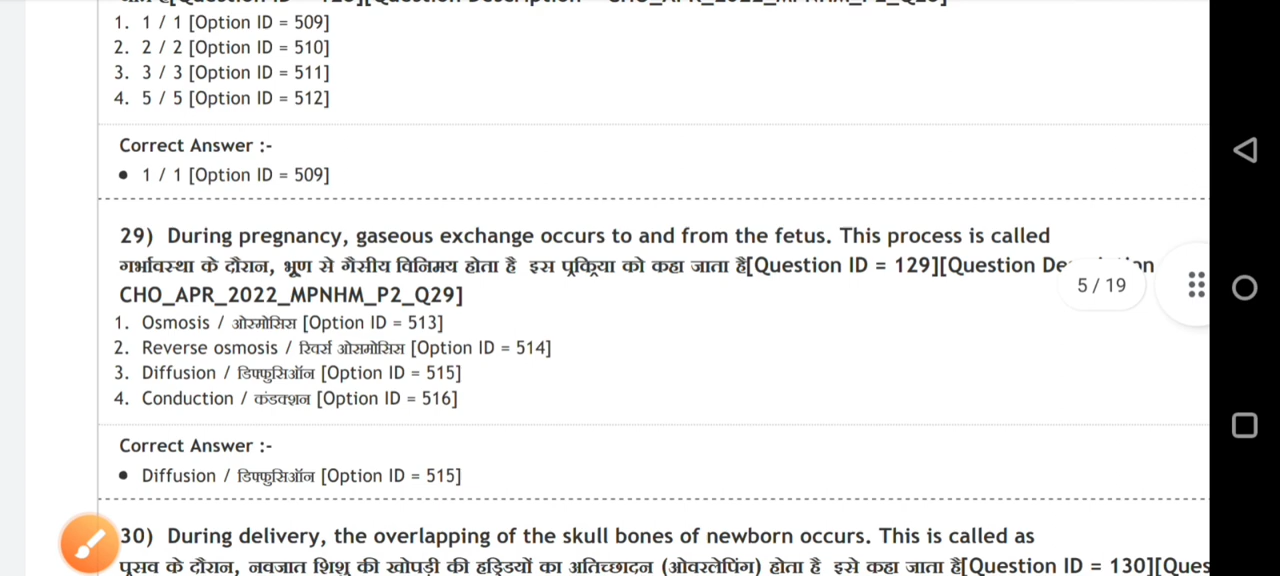 1. 1 / 1 [Option ID = 509]
2. 2 / 2 [Option ID = 510]
3. 3 / 3 [Option ID = 511]
4. 5 / 5 [Option ID = 512]
Correct Answer :-
• 1 / 1 [Option ID = 509]
29) During pregnancy, gaseous exchange occurs to and from the fetus. This process is called
गर्भावस्था के दौरान, भ्रूण से गैसीय विनिमय होता है इस प्रक्रिया को कहा जाता है[Question ID = 129][Question
CHO_APR_2022_MPNHM_P2_Q29]
5 / 19
1. Osmosis / ओस्मोसिस [Option ID = 513]
2. Reverse osmosis / रिवर्स ओसमोसिस [Option ID = 514]
3. Diffusion / डिफ्फुसिऑन [Option ID = 515]
4. Conduction / कंडक्शन [Option ID = 516]
Correct Answer :-
• Diffusion / डिफ्फुसिऑन [Option ID = 515]
30) During delivery, the overlapping of the skull bones of newborn occurs. This is called as
प्रसव के दौरान, नवजात शिशु की खोपड़ी की हड्डियों का अतिच्छादन (ओवरलेपिंग) होता है इसे कहा जाता है[Question ID = 130][Ques